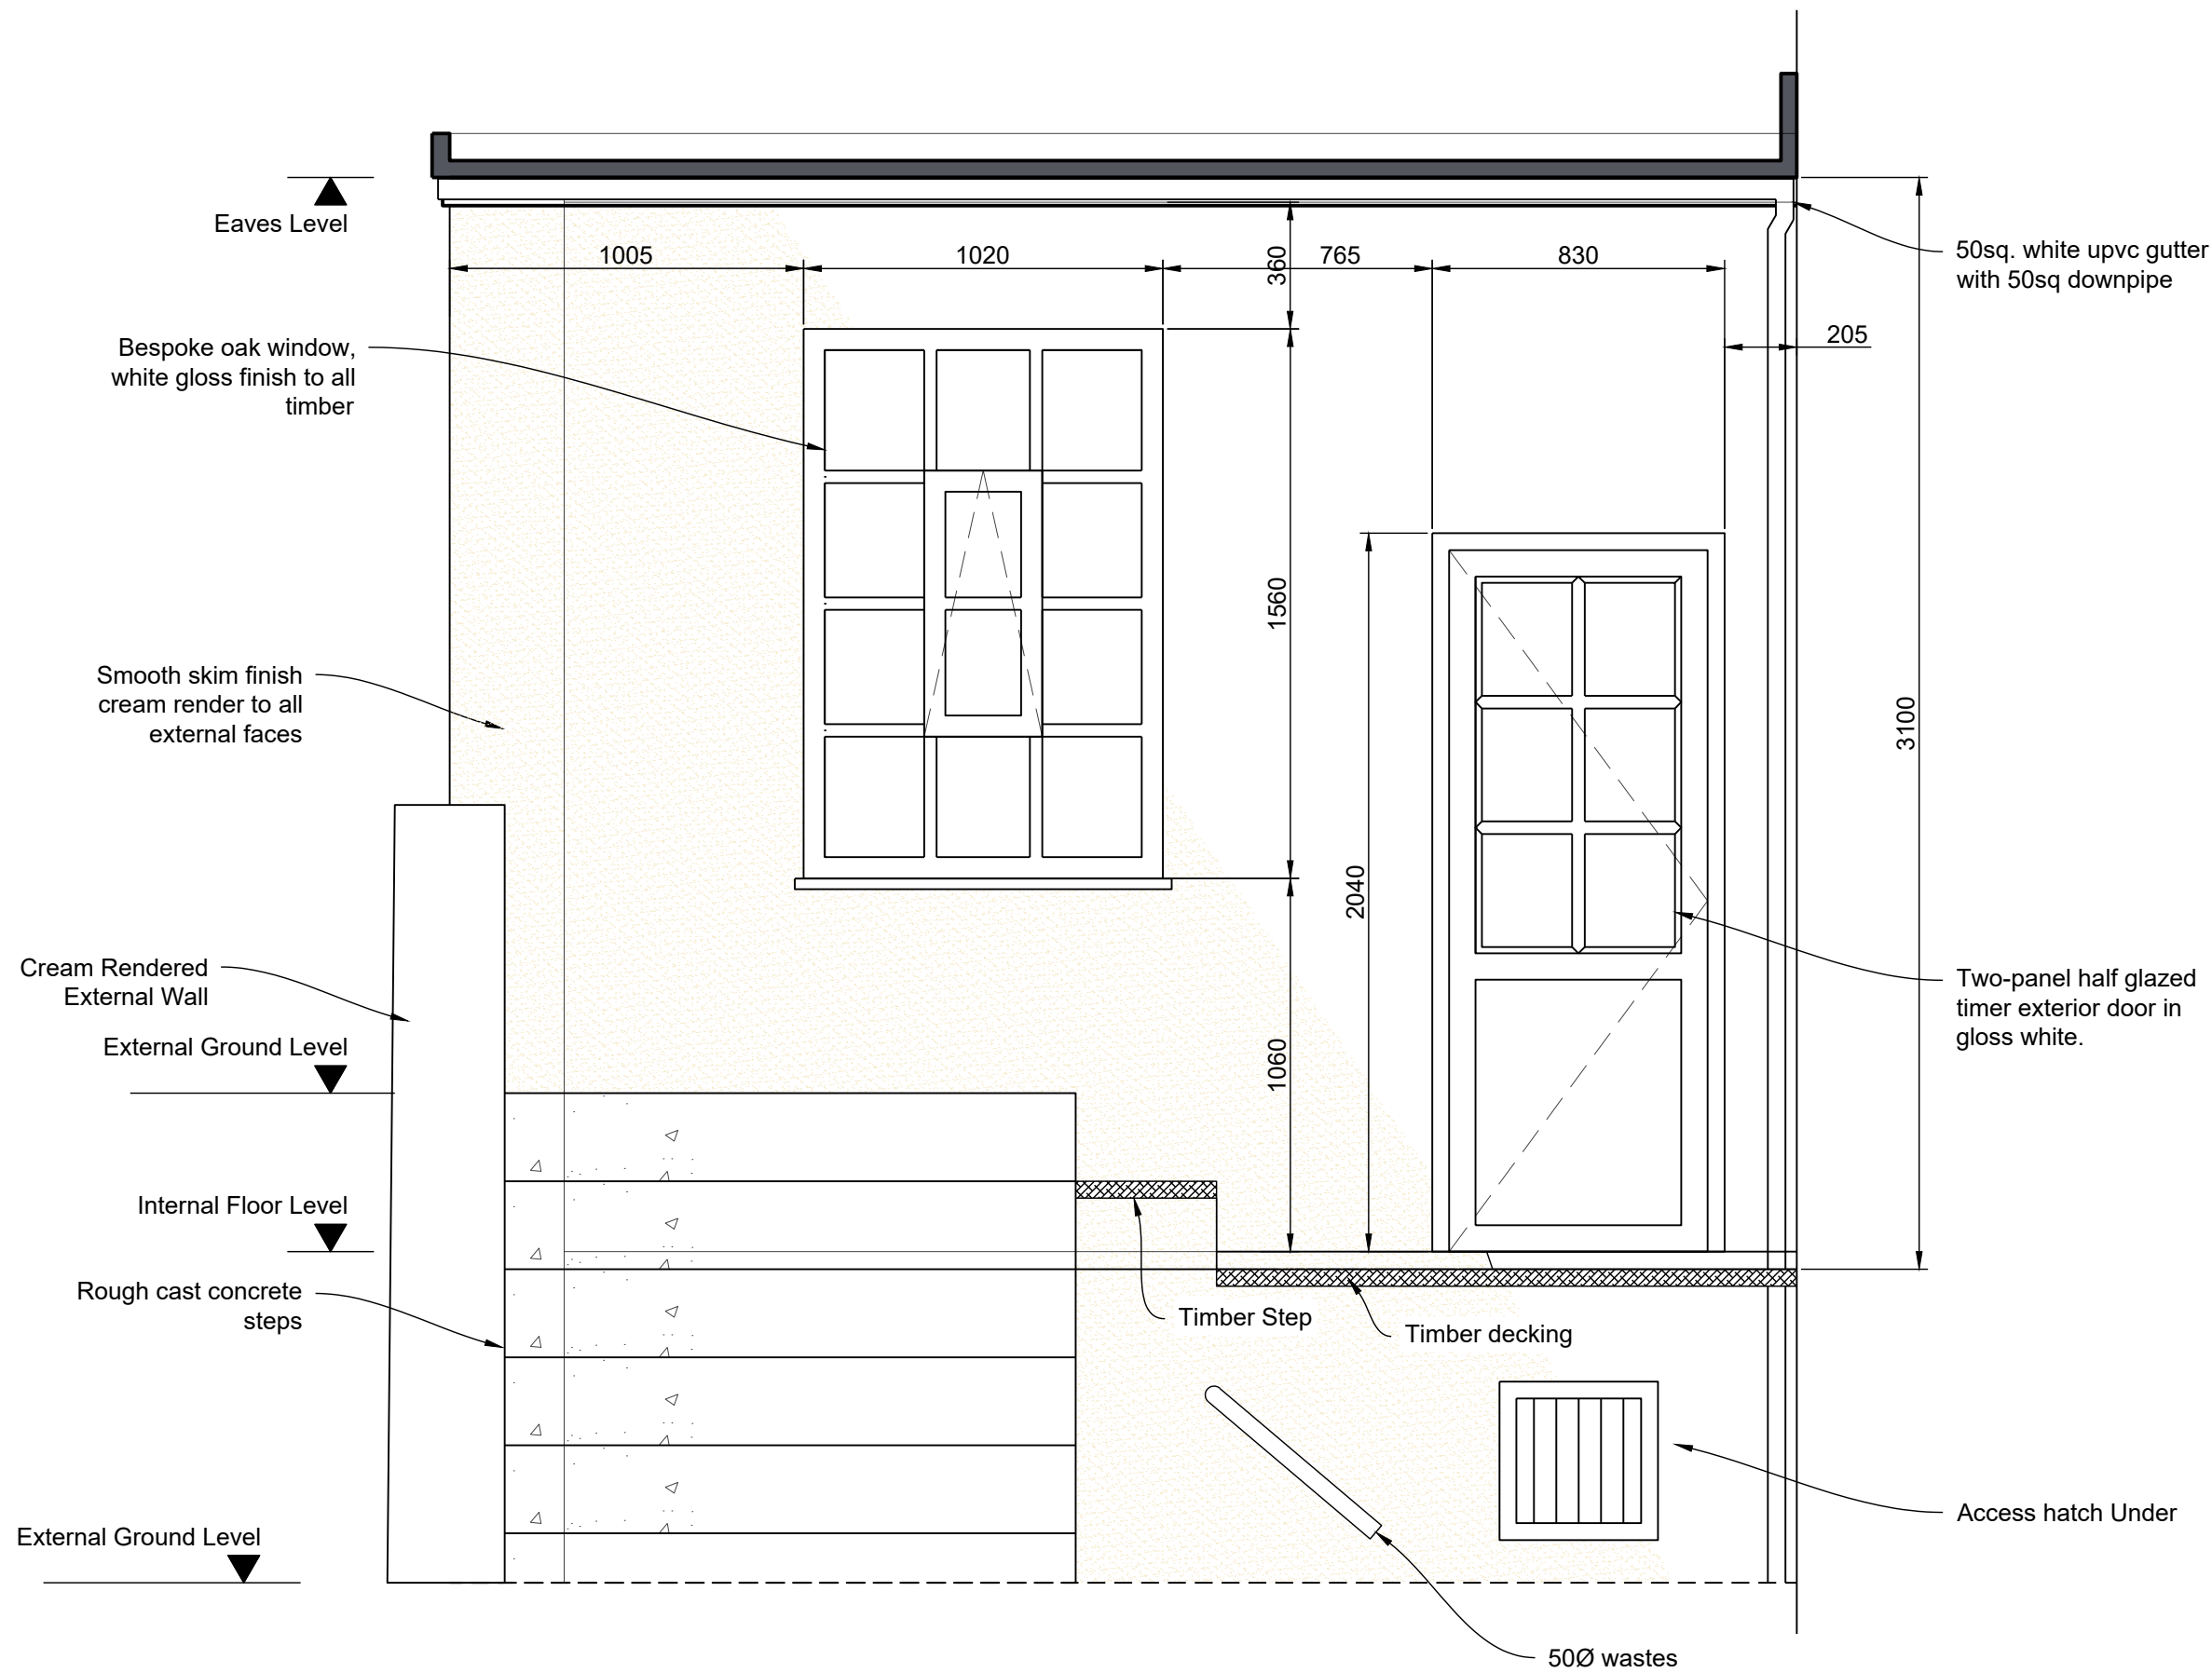 Eaves Level
1005
1020
360
765
830
50sq. white upvc gutter
with 50sq downpipe
205
Bespoke oak window,
white gloss finish to all
timber
1560
Smooth skim finish
cream render to all
external faces
3100
2040
Cream Rendered
External Wall
Two-panel half glazed
timer exterior door in
gloss white.
External Ground Level
1060
Internal Floor Level
Rough cast concrete
steps
Timber Step
Timber decking
Access hatch Under
External Ground Level
50Ø wastes